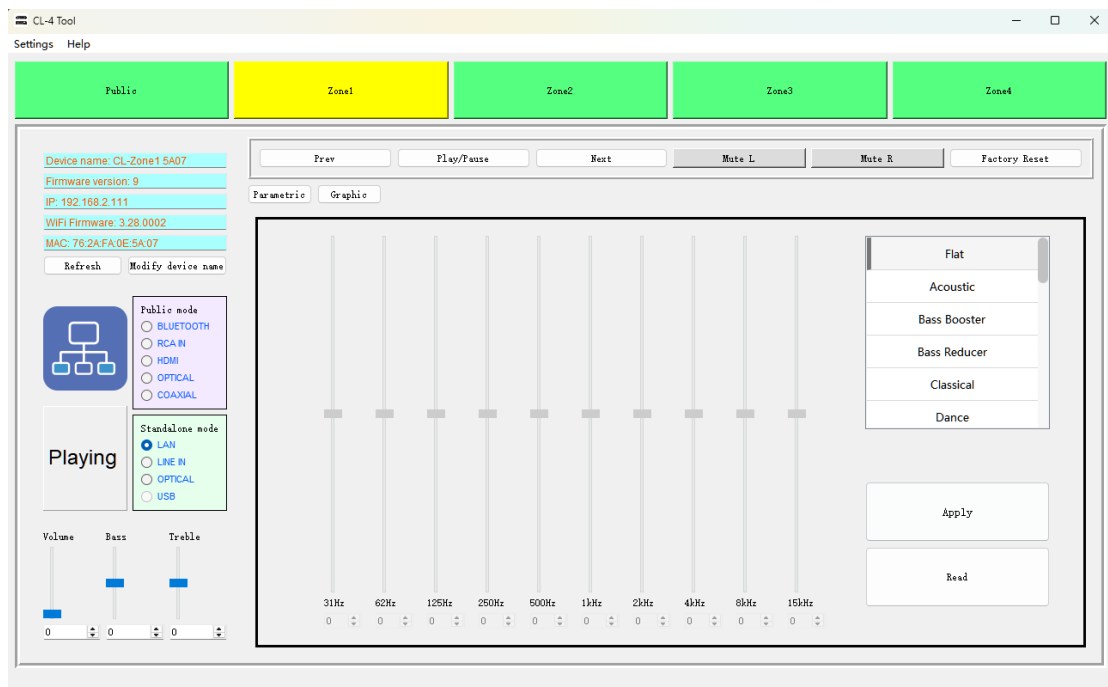 CL-4 Tool
Settings Help
Public Zone1 Zone2 Zone3 Zone4
Device name: CL-Zone1 5A07
Firmware version: 9
IP: 192.168.2.111
WiFi Firmware: 3.28.0002
MAC: 76:2A:FA:0E:5A:07
Refresh Modify device name
Public mode
BLUETOOTH
RCA IN
HDMI
OPTICAL
COAXIAL
Playing
Standalone mode
LAN
LINE IN
OPTICAL
USB
Volume Bass Treble
0 0 0
Prev Play/Pause Next Mute L Mute R Factory Reset
Parametric Graphic
31Hz 62Hz 125Hz 250Hz 500Hz 1kHz 2kHz 4kHz 8kHz 15kHz
0 0 0 0 0 0 0 0 0 0
Flat
Acoustic
Bass Booster
Bass Reducer
Classical
Dance
Apply
Read